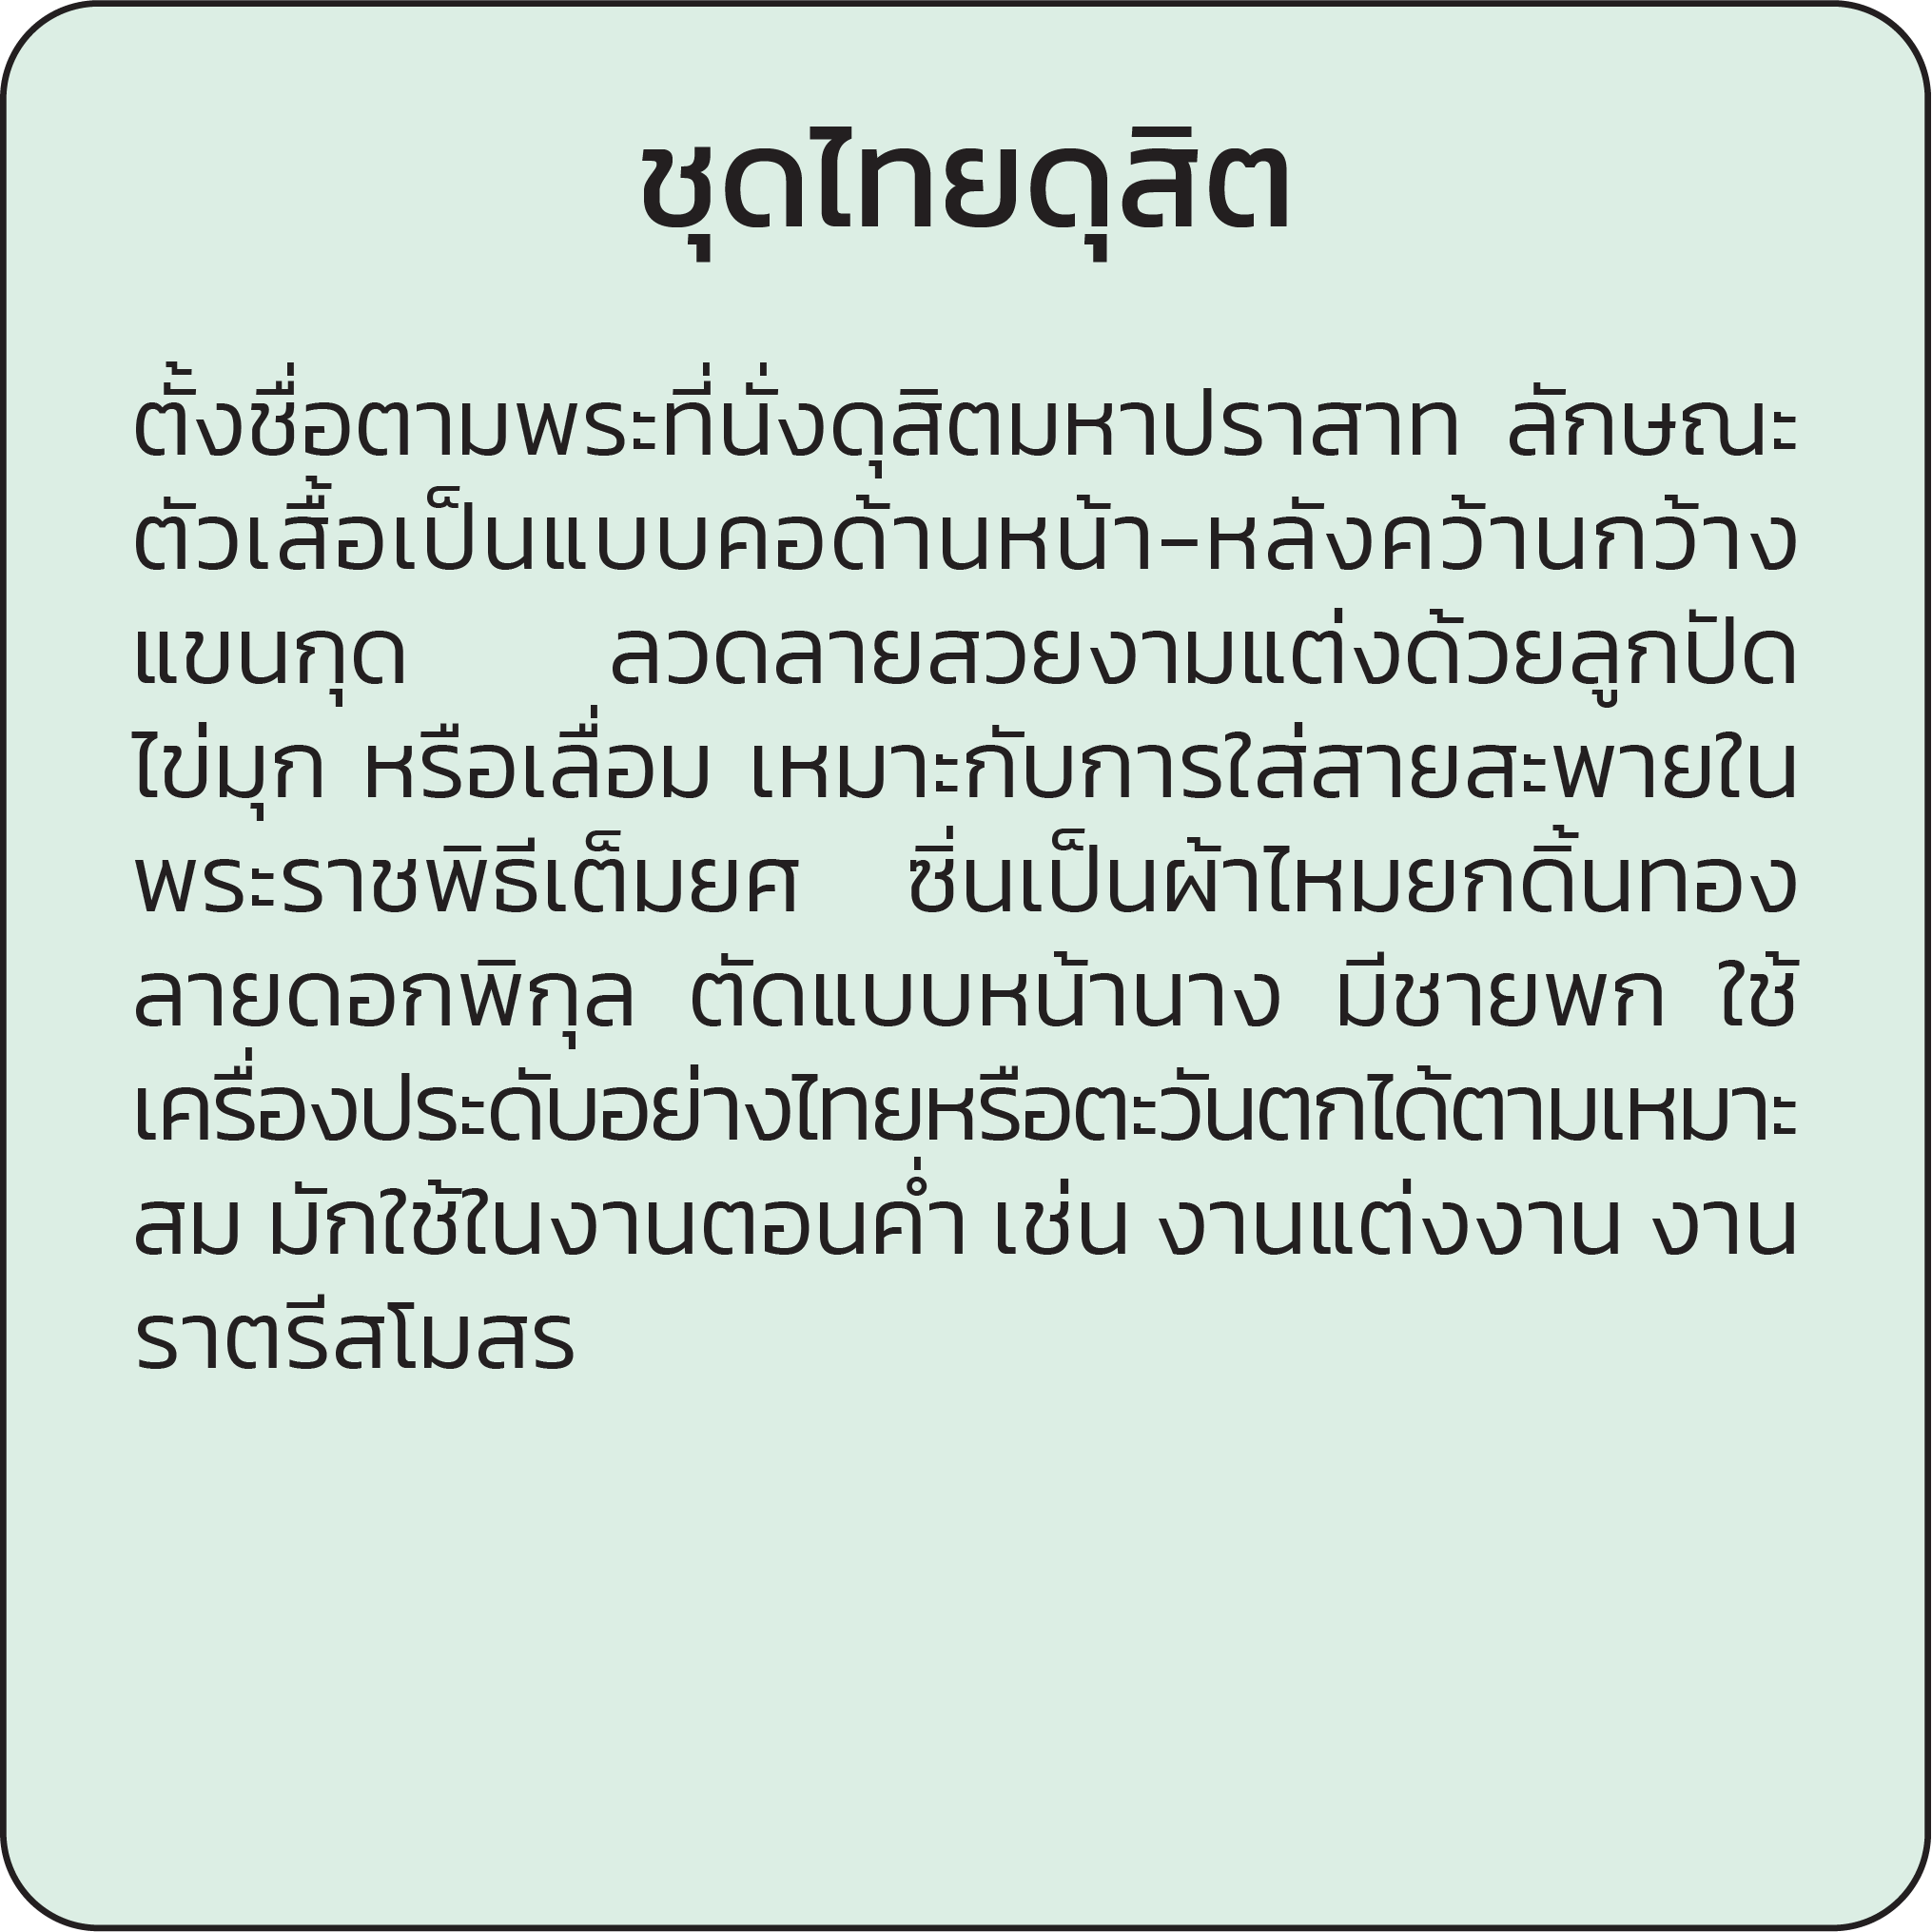 ชุดไทยดุสิต
ตั้งชื่อตามพระที่นั่งดุสิตมหาปราสาท ลักษณะ
ตัวเสื้อเป็นแบบคอด้านหน้า-หลังคว้านกว้าง
แขนกุด ลวดลายสวยงามแต่งด้วยลูกปัด
ไข่มุก หรือเลื่อม เหมาะกับการใส่สายสะพายใน
พระราชพิธีเต็มยศ ซิ่นเป็นผ้าไหมยกดิ้นทอง
ลายดอกพิกุล ตัดแบบหน้านาง มีชายพก ใช้
เครื่องประดับอย่างไทยหรือตะวันตกได้ตามเหมาะ
สม มักใช้ในงานตอนค่ำ เช่น งานแต่งงาน งาน
ราตรีสโมสร